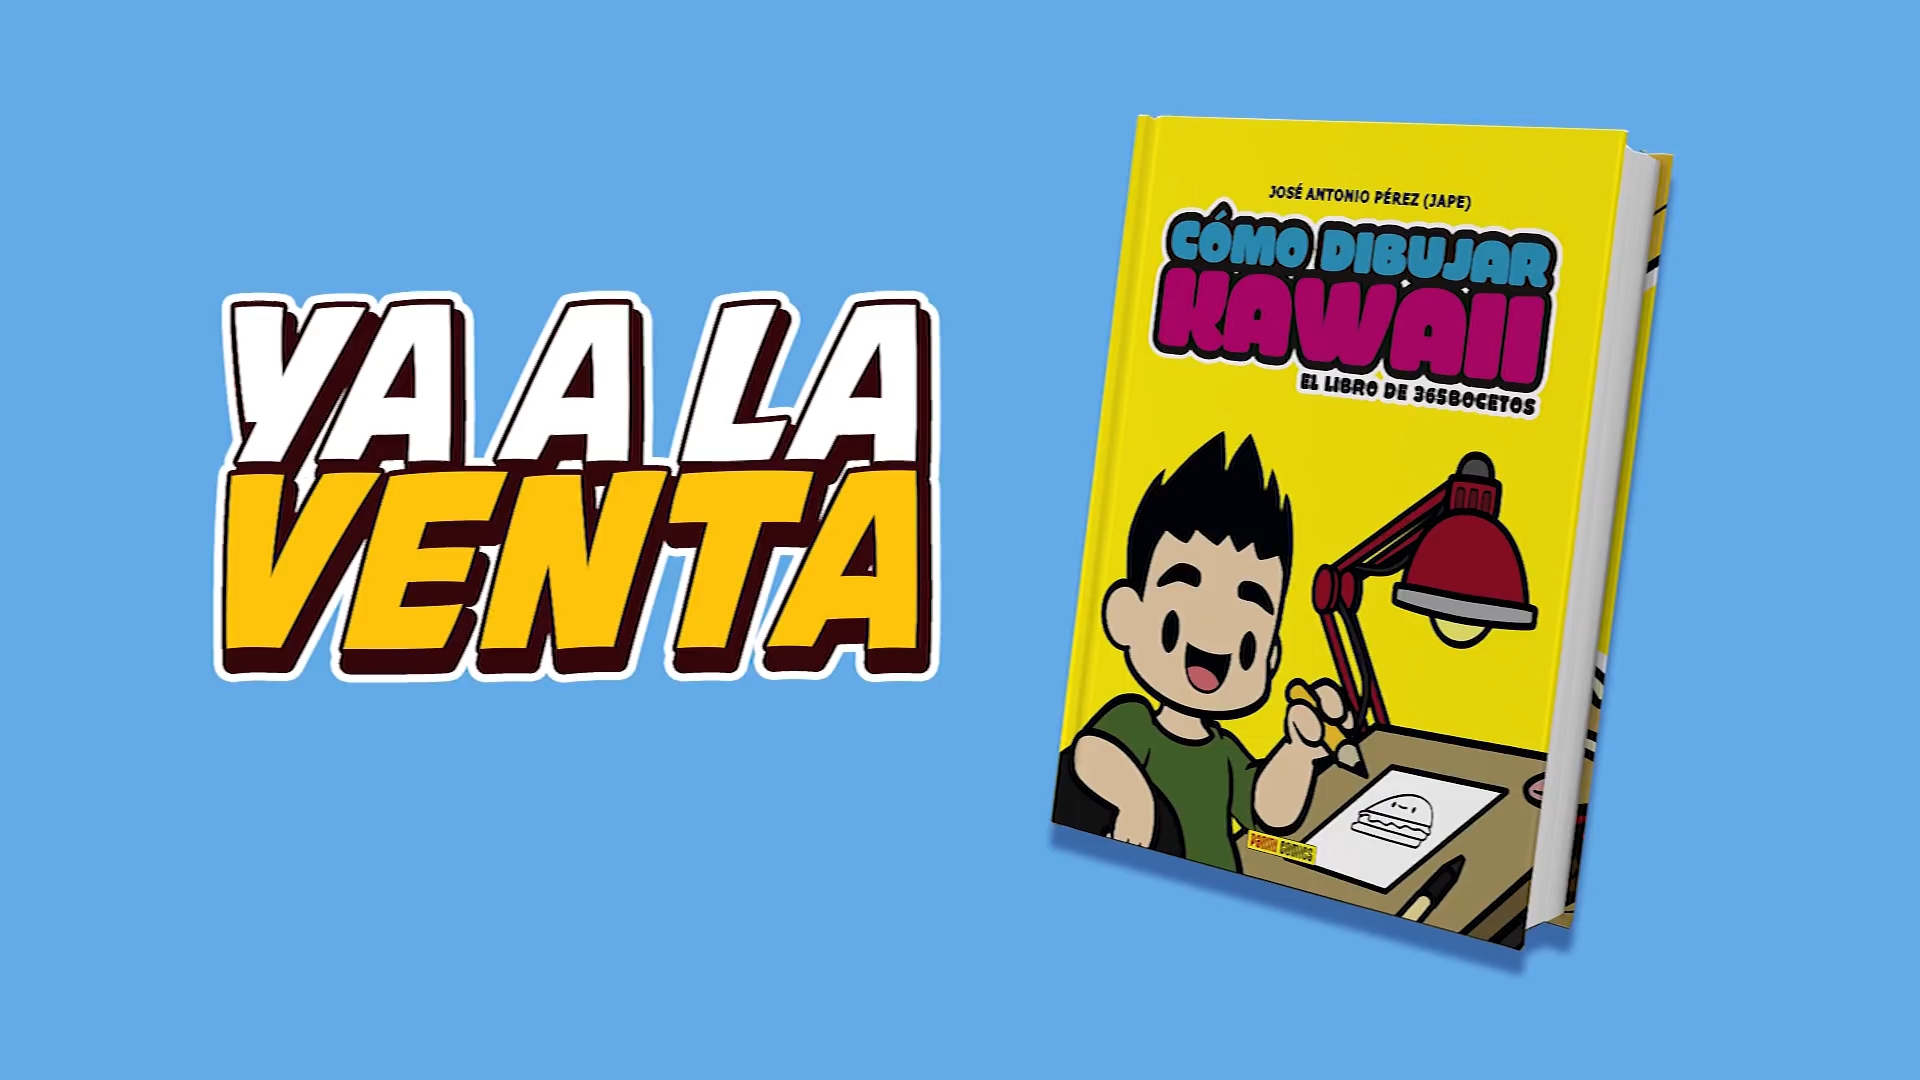 YA A LA
VENTA
JOSÉ ANTONIO PÉREZ (JAPE)
CÓMO DIBUJAR
KAWAII
EL LIBRO DE 365BOCETOS
PANINI COMICS